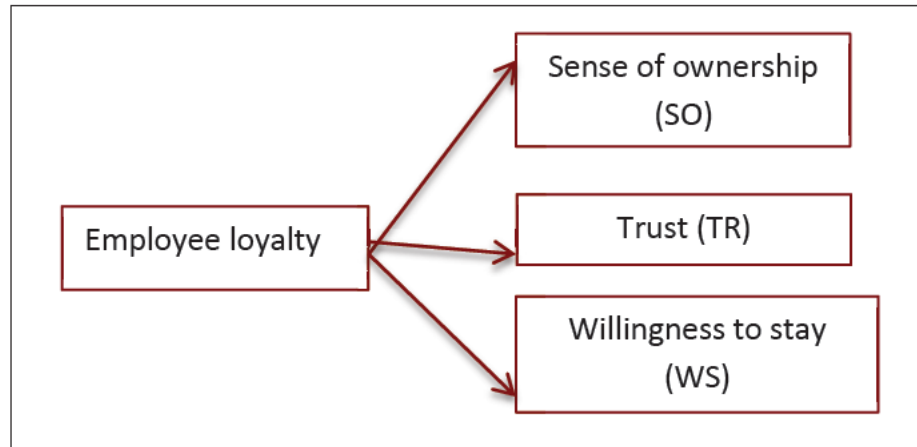 Sense of ownership
(SO)
Employee loyalty
Trust (TR)
Willingness to stay
(WS)